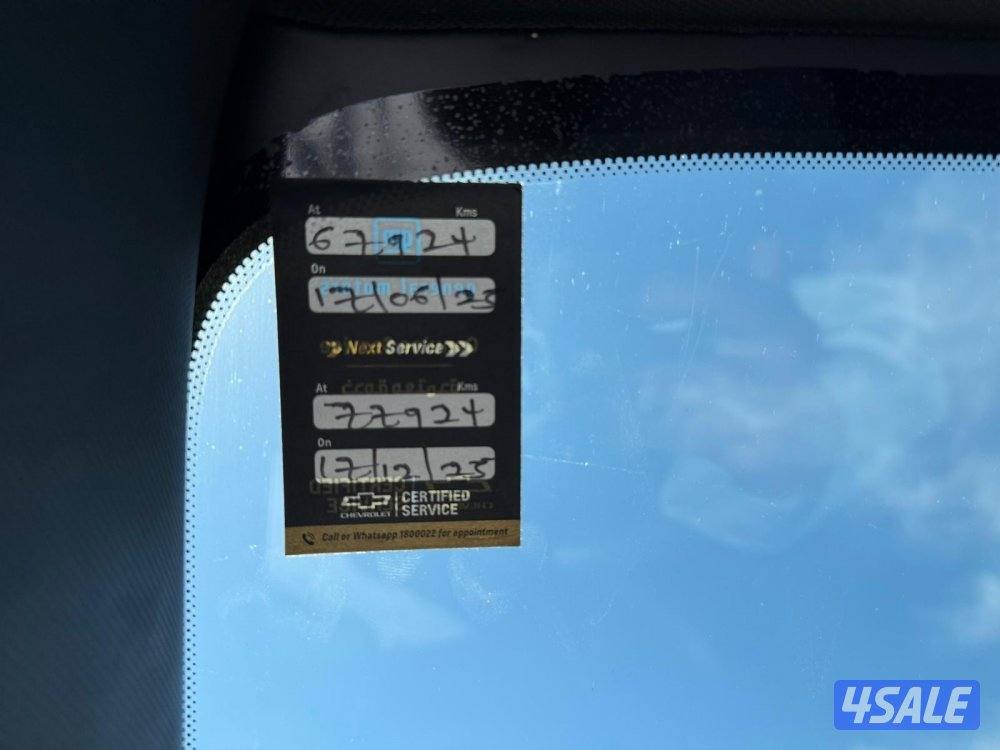 At Kms
67924
On
17/06/25
Next Service
At Kms
77924
On
17/12/25
CHEVROLET CERTIFIED SERVICE
Call or Whatsapp 1800022 for appointment
4SALE